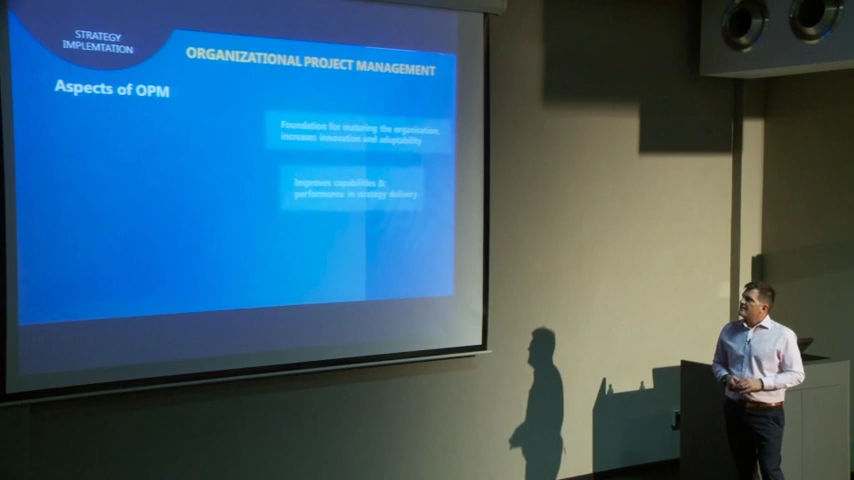 STRATEGY
IMPLEMTATION
ORGANIZATIONAL PROJECT MANAGEMENT
Aspects of OPM
Foundation for maturing the organisation,
increases innovation and adaptability
Improves capabilities &
performance in strategy delivery